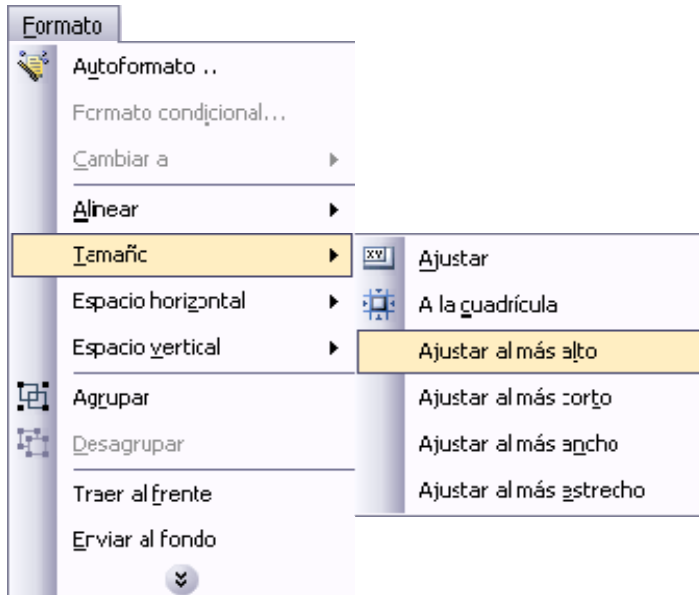 Formato
Autoformato ...
Formato condicional...
Cambiar a
Alinear
Tamaño
Espacio horizontal
Espacio vertical
Agrupar
Desagrupar
Traer al frente
Enviar al fondo
Ajustar
A la cuadrícula
Ajustar al más alto
Ajustar al más corto
Ajustar al más ancho
Ajustar al más estrecho